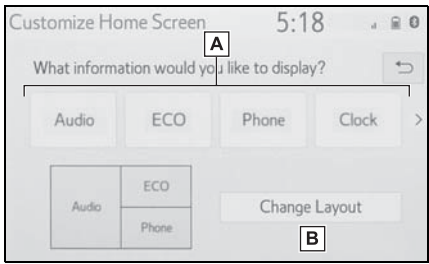 Customize Home Screen 5:18
A
What information would you like to display?
Audio ECO Phone Clock >
Audio ECO
Phone
Change Layout
B